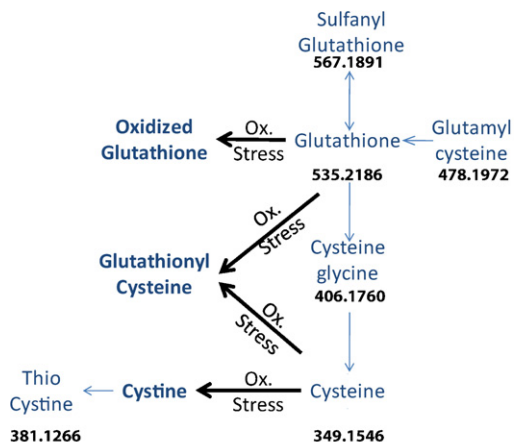 Sulfanyl
Glutathione
567.1891
Oxidized
Glutathione
Ox.
Stress
Glutathione
535.2186
Glutamyl
cysteine
478.1972
Ox.
Stress
Glutathionyl
Cysteine
Cysteine
glycine
406.1760
Ox.
Stress
Thio
Cystine
381.1266
Cystine
Ox.
Stress
Cysteine
349.1546